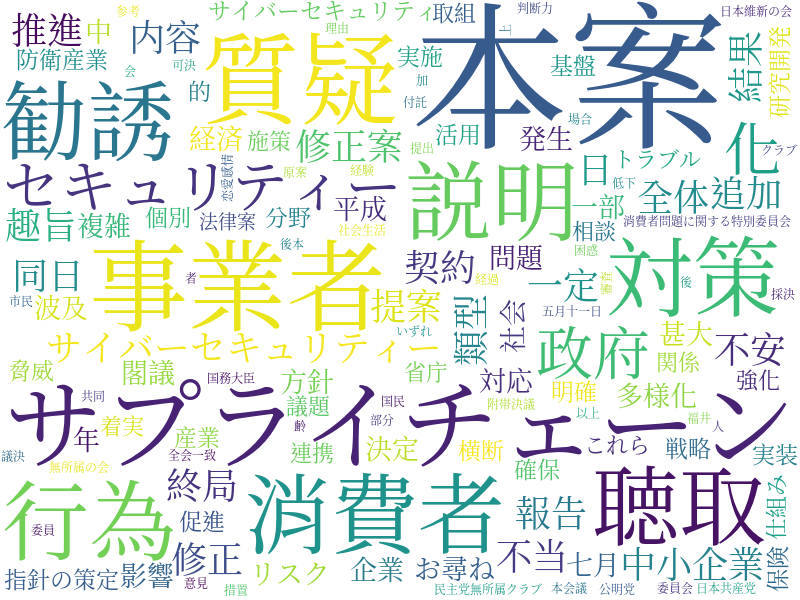 参考
サイバーセキュリティ
取組
判断力
上
日本維新の会
推進
中
内容
理由
質疑
本案
結果
研究開発
防衛産業
会
可決
的
実施
加
付託
基盤
勧誘
経済
施策
修正案
活用
提出
発生
場合
化
クラブ
恋愛感情
原案
経験
日
トラブル
低下
セキュリティー
説明
全体
追加
趣旨
複雑
個別
法律案
分野
平成
社会生活
一部
消費者問題に関する特別委員会
後本
相談
困惑
同日
者
事業者
契約
問題
対策
経過
審査
後
採決
市民
波及
提案
いずれ
類型
社会
一定
五月十一日
サイバーセキュリティー
政府
甚大
不安
脅威
閣議
国務大臣
方針
省庁
対応
明確
関係
多様化
強化
サプライチェーン
年
着実
共同
議題
国民
部分
附帯決議
以上
福井
人
産業
全会一致
齢
連携
決定
横断
確保
これら
戦略
実装
議決
無所属の会
終局
行為
消費者
報告
聴取
仕組み
委員
促進
指針の策定
影響
修正
意見
措置
リスク
企業
お尋ね
不当
七月
中小企業
保険
民主党無所属クラブ
本会議
公明党
委員会
日本共産党